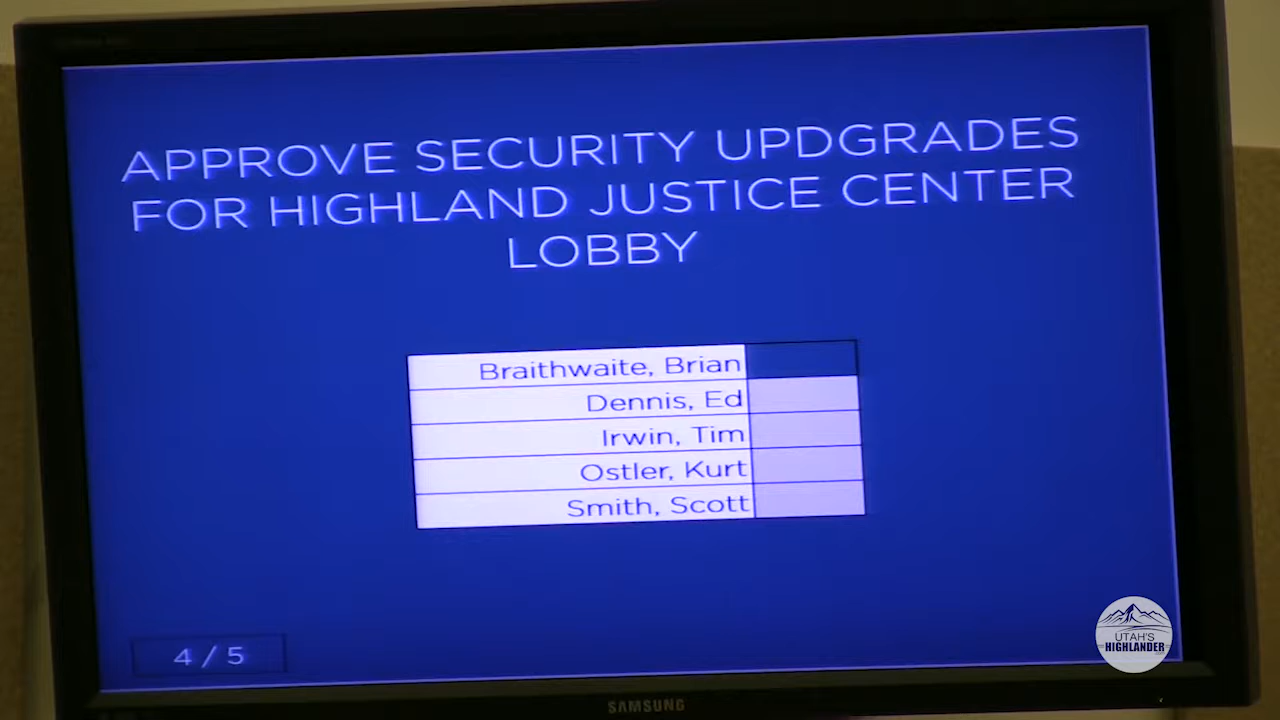 APPROVE SECURITY UPDGRADES
FOR HIGHLAND JUSTICE CENTER
LOBBY
Braithwaite, Brian
Dennis, Ed
Irwin, Tim
Ostler, Kurt
Smith, Scott
4 / 5
UTAH'S
HIGHLANDER
SAMSUNG